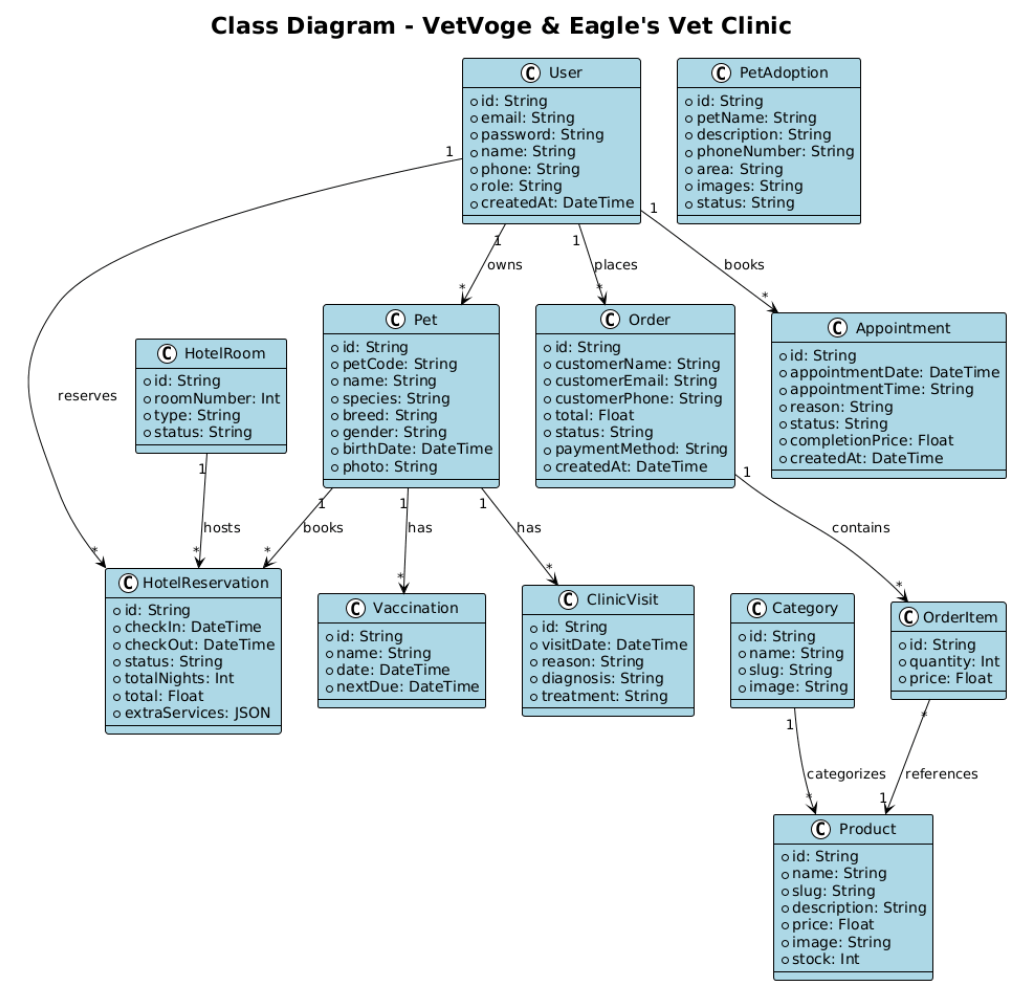 Class Diagram - VetVoge & Eagle's Vet Clinic
C User
id: String
email: String
password: String
name: String
phone: String
role: String
createdAt: DateTime
C PetAdoption
id: String
petName: String
description: String
phoneNumber: String
area: String
images: String
status: String
1
reserves
*
1
owns
*
1
places
*
1
books
*
C HotelRoom
id: String
roomNumber: Int
type: String
status: String
C Pet
id: String
petCode: String
name: String
species: String
breed: String
gender: String
birthDate: DateTime
photo: String
C Order
id: String
customerName: String
customerEmail: String
customerPhone: String
total: Float
status: String
paymentMethod: String
createdAt: DateTime
C Appointment
id: String
appointmentDate: DateTime
appointmentTime: String
reason: String
status: String
completionPrice: Float
createdAt: DateTime
1
hosts
*
1
books
*
1
has
*
1
has
*
1
contains
*
C HotelReservation
id: String
checkIn: DateTime
checkOut: DateTime
status: String
totalNights: Int
total: Float
extraServices: JSON
C Vaccination
id: String
name: String
date: DateTime
nextDue: DateTime
C ClinicVisit
id: String
visitDate: DateTime
reason: String
diagnosis: String
treatment: String
C Category
id: String
name: String
slug: String
image: String
C OrderItem
id: String
quantity: Int
price: Float
1
categorizes
*
*
references
1
C Product
id: String
name: String
slug: String
description: String
price: Float
image: String
stock: Int